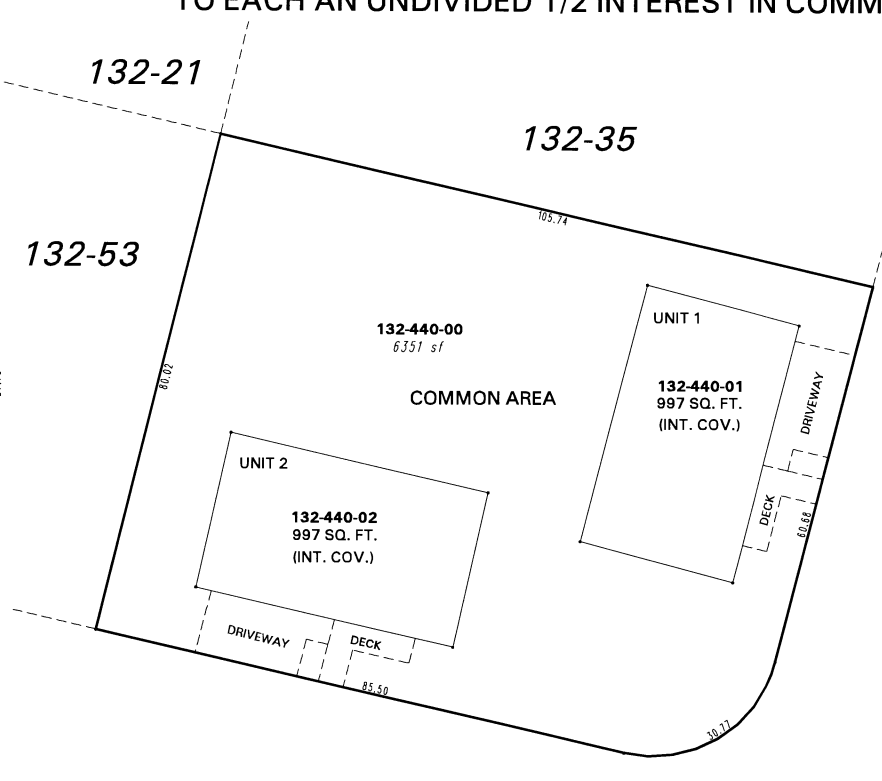 TO EACH AN UNDIVIDED 1/2 INTEREST IN COMM
132-21
132-35
105.74
132-53
132-440-00
6351 sf
COMMON AREA
80.02
UNIT 1
132-440-01
997 SQ. FT.
(INT. COV.)
DRIVEWAY
DECK
60.68
UNIT 2
132-440-02
997 SQ. FT.
(INT. COV.)
DRIVEWAY
DECK
85.50
30.77